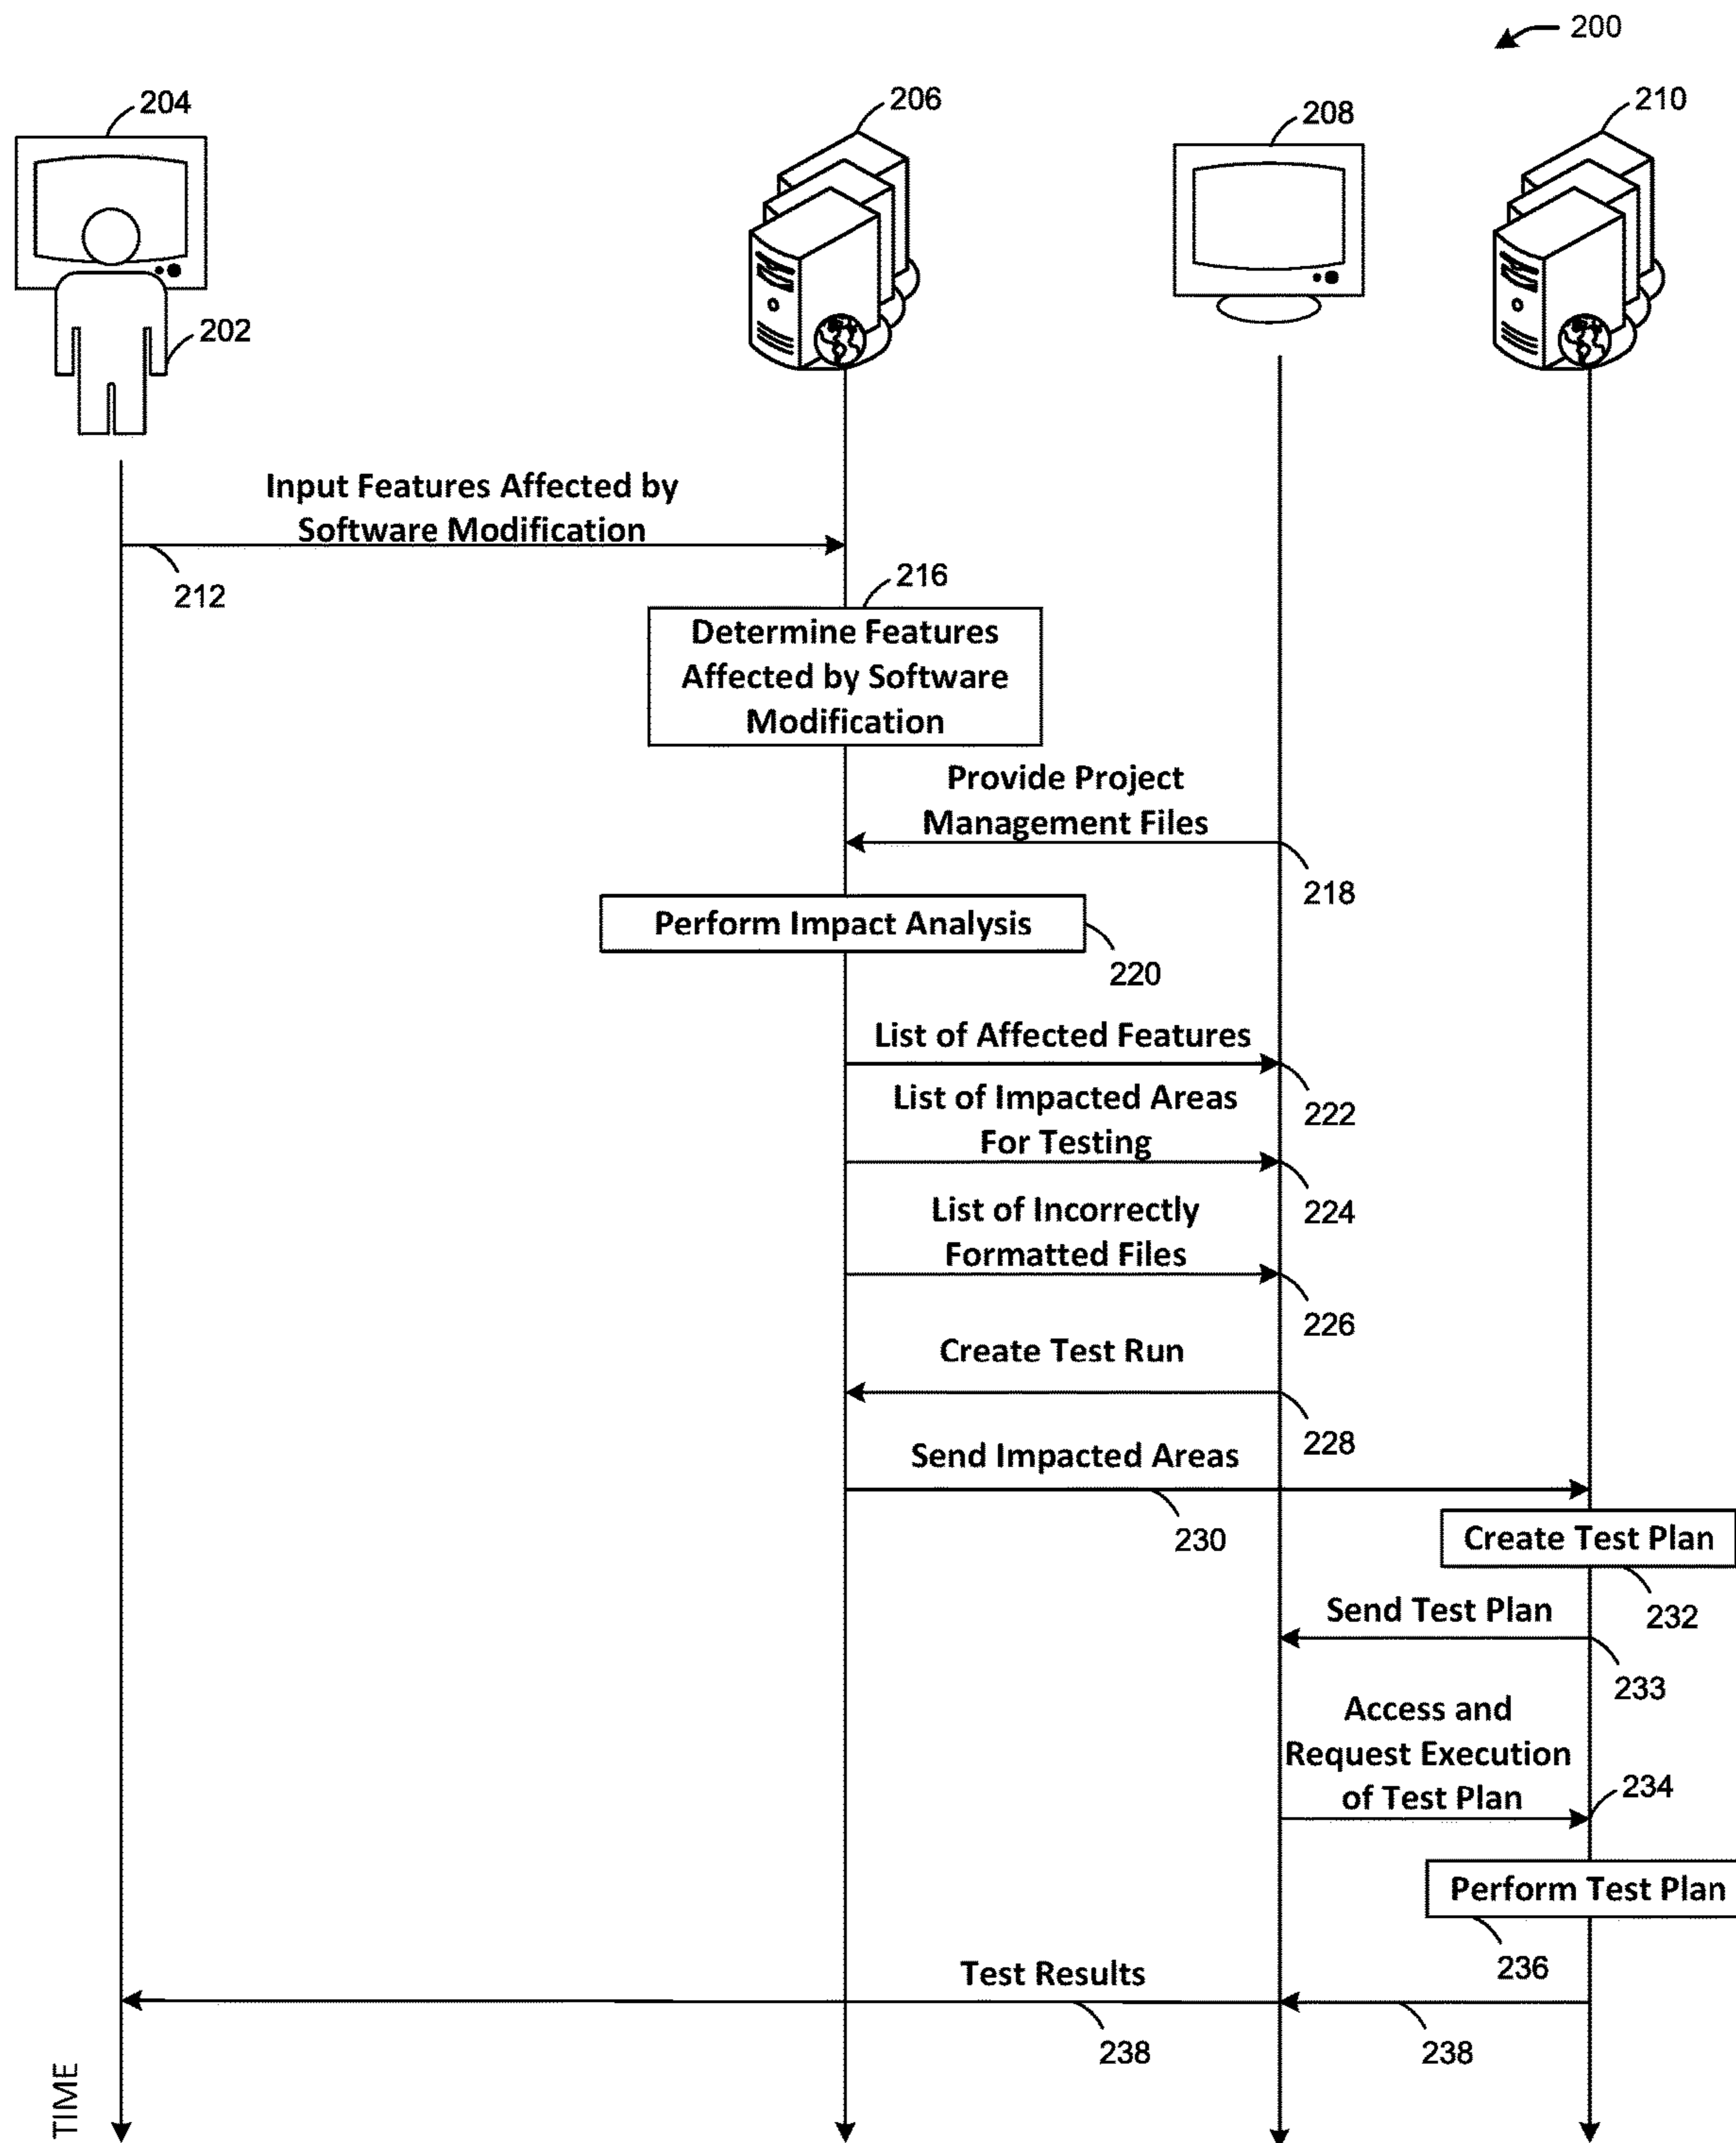 200
204
206
208
210
202
Input Features Affected by
Software Modification
212
216
Determine Features
Affected by Software
Modification
Provide Project
Management Files
218
Perform Impact Analysis
220
List of Affected Features
222
List of Impacted Areas
For Testing
224
List of Incorrectly
Formatted Files
226
Create Test Run
228
Send Impacted Areas
230
Create Test Plan
232
Send Test Plan
233
Access and
Request Execution
of Test Plan
234
Perform Test Plan
236
Test Results
238
238
TIME